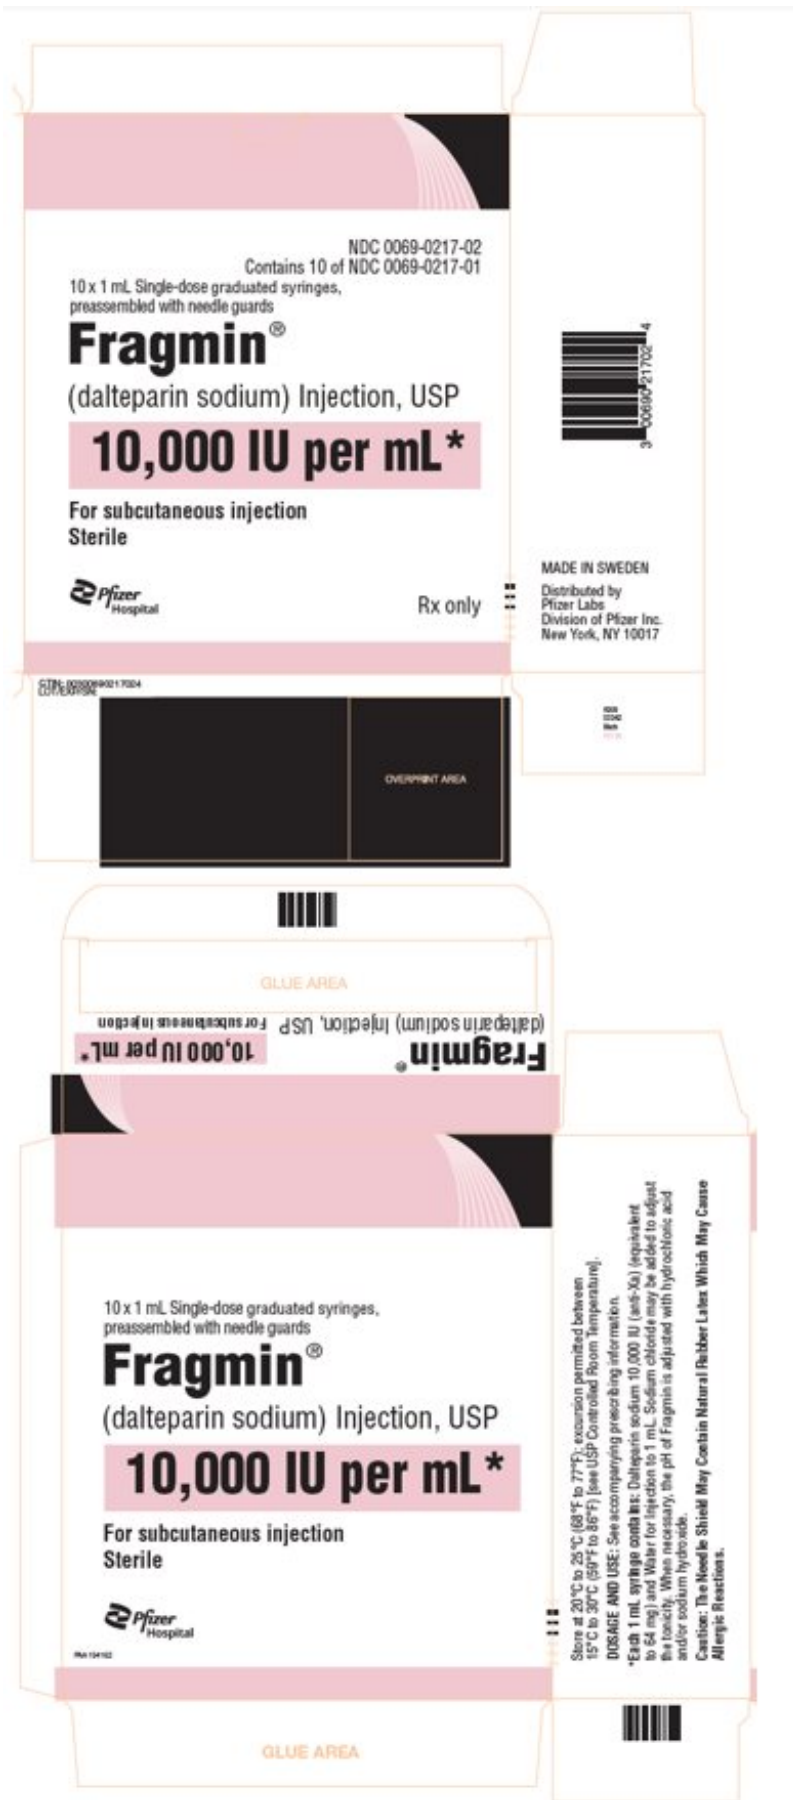 NDC 0069-0217-02
Contains 10 of NDC 0069-0217-01
10 x 1 mL Single-dose graduated syringes,
preassembled with needle guards
Fragmin®
(dalteparin sodium) Injection, USP
10,000 IU per mL*
For subcutaneous injection
Sterile
Pfizer
Hospital
Rx only
3 00690 21702 4
MADE IN SWEDEN
Distributed by
Pfizer Labs
Division of Pfizer Inc.
New York, NY 10017
GTIN: 00300690217024
LOT/EXP/SN:
OVERPRINT AREA
GLUE AREA
Fragmin®
(dalteparin sodium) Injection, USP
10,000 IU per mL*
For subcutaneous injection
10 x 1 mL Single-dose graduated syringes,
preassembled with needle guards
Fragmin®
(dalteparin sodium) Injection, USP
10,000 IU per mL*
For subcutaneous injection
Sterile
Pfizer
Hospital
Store at 20°C to 25°C (68°F to 77°F); excursion permitted between
15°C to 30°C (59°F to 86°F) [see USP Controlled Room Temperature].
DOSAGE AND USE: See accompanying prescribing information.
*Each 1 mL syringe contains: Dalteparin sodium 10,000 IU (anti-Xa) (equivalent
to 64 mg) and Water for Injection to 1 mL. Sodium chloride may be added to adjust
the tonicity. When necessary, the pH of Fragmin is adjusted with hydrochloric acid
and/or sodium hydroxide.
Caution: The Needle Shield May Contain Natural Rubber Latex Which May Cause
Allergic Reactions.
GLUE AREA